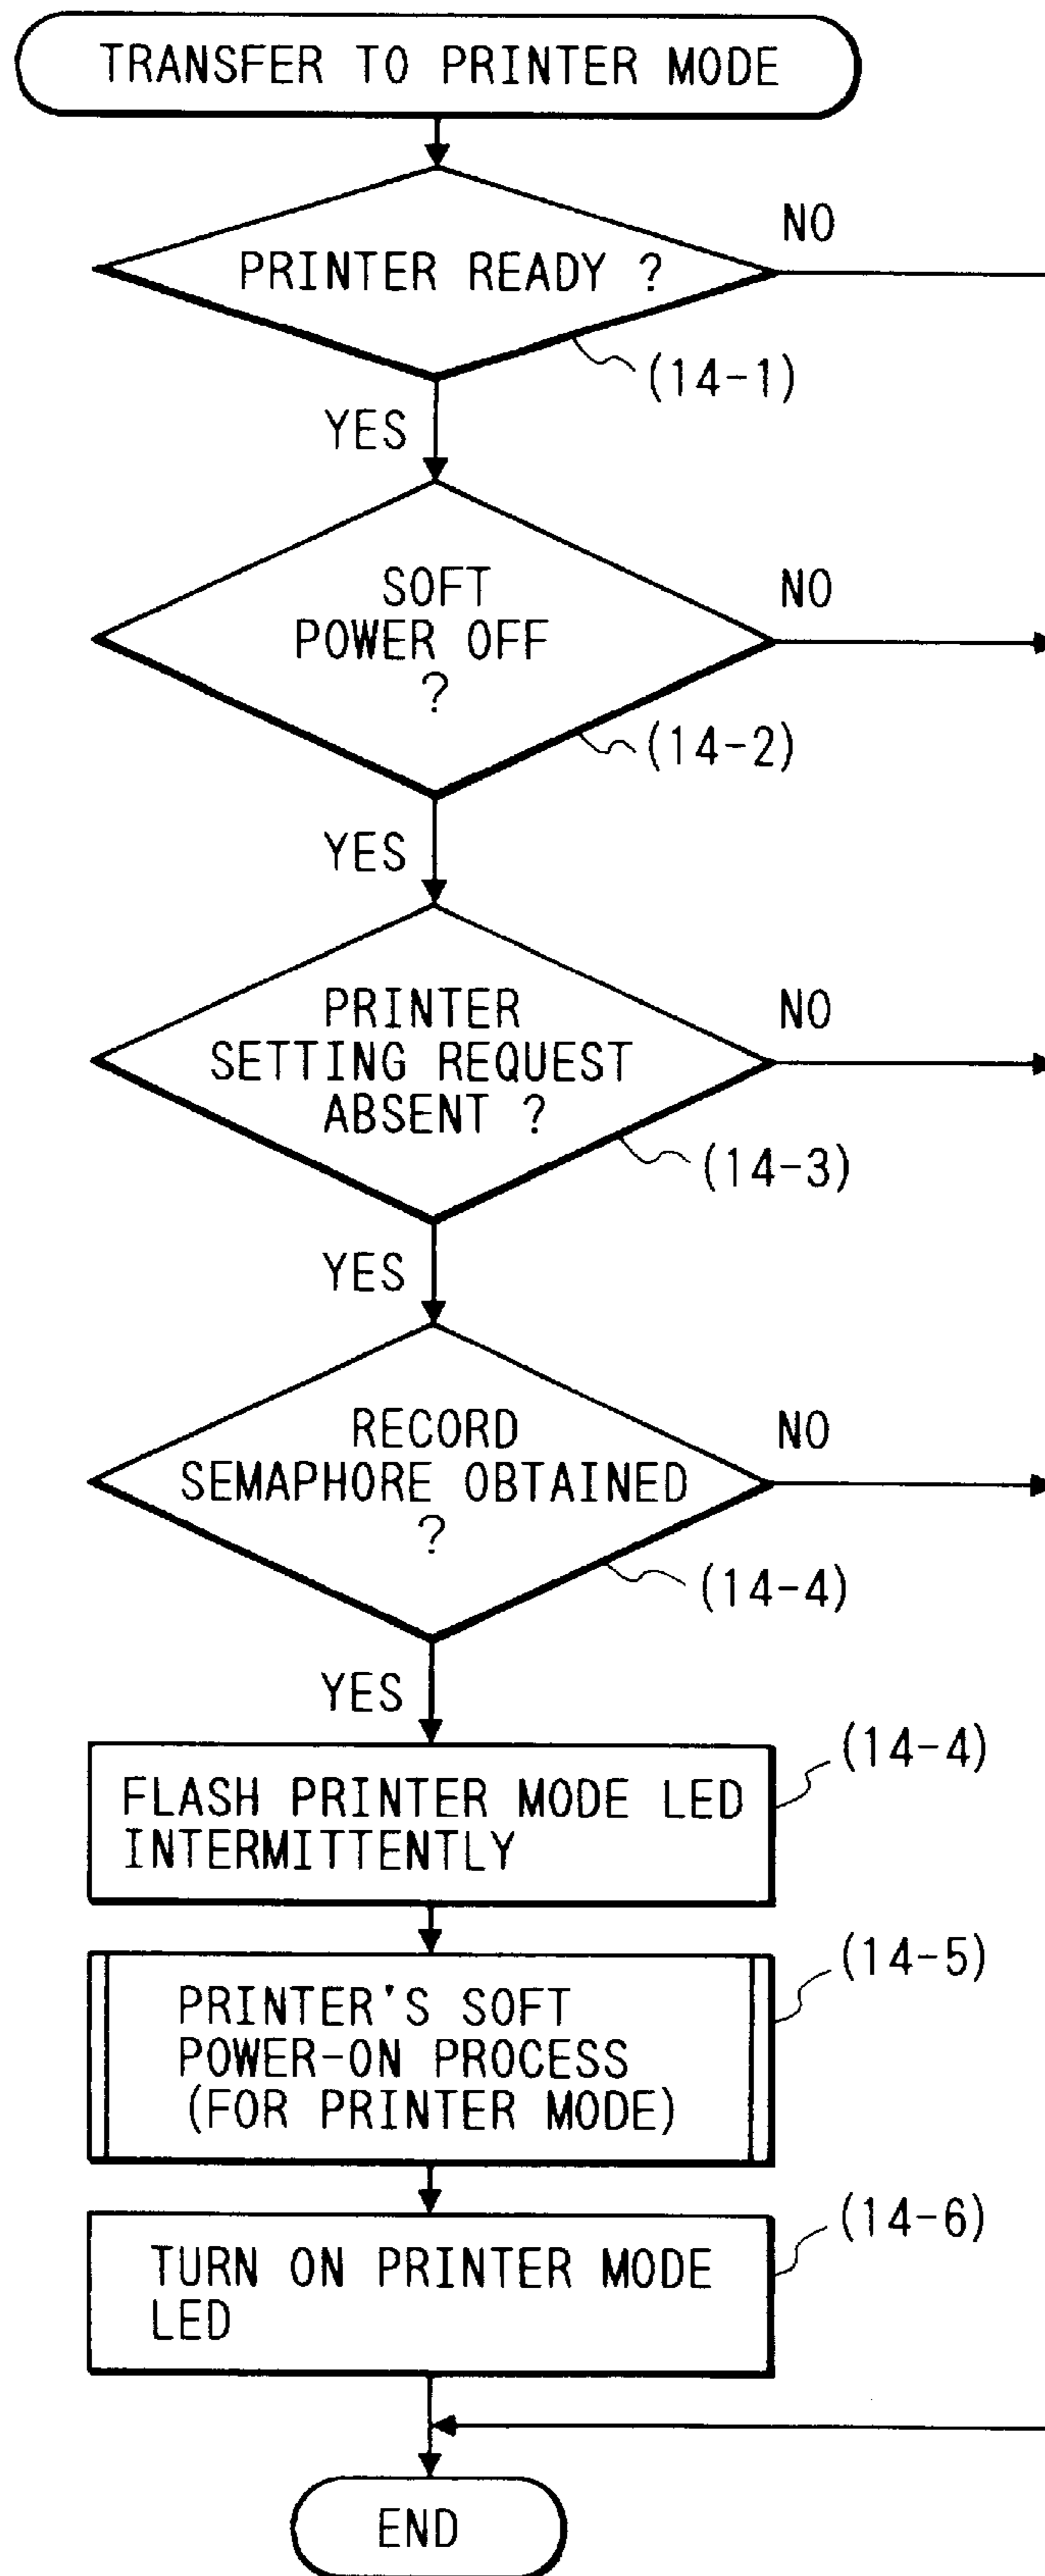 TRANSFER TO PRINTER MODE
NO
PRINTER READY ?
(14-1)
YES
NO
SOFT
POWER OFF
?
(14-2)
YES
NO
PRINTER
SETTING REQUEST
ABSENT ?
(14-3)
YES
NO
RECORD
SEMAPHORE OBTAINED
?
(14-4)
YES
(14-4)
FLASH PRINTER MODE LED
INTERMITTENTLY
(14-5)
PRINTER'S SOFT
POWER-ON PROCESS
(FOR PRINTER MODE)
(14-6)
TURN ON PRINTER MODE
LED
END